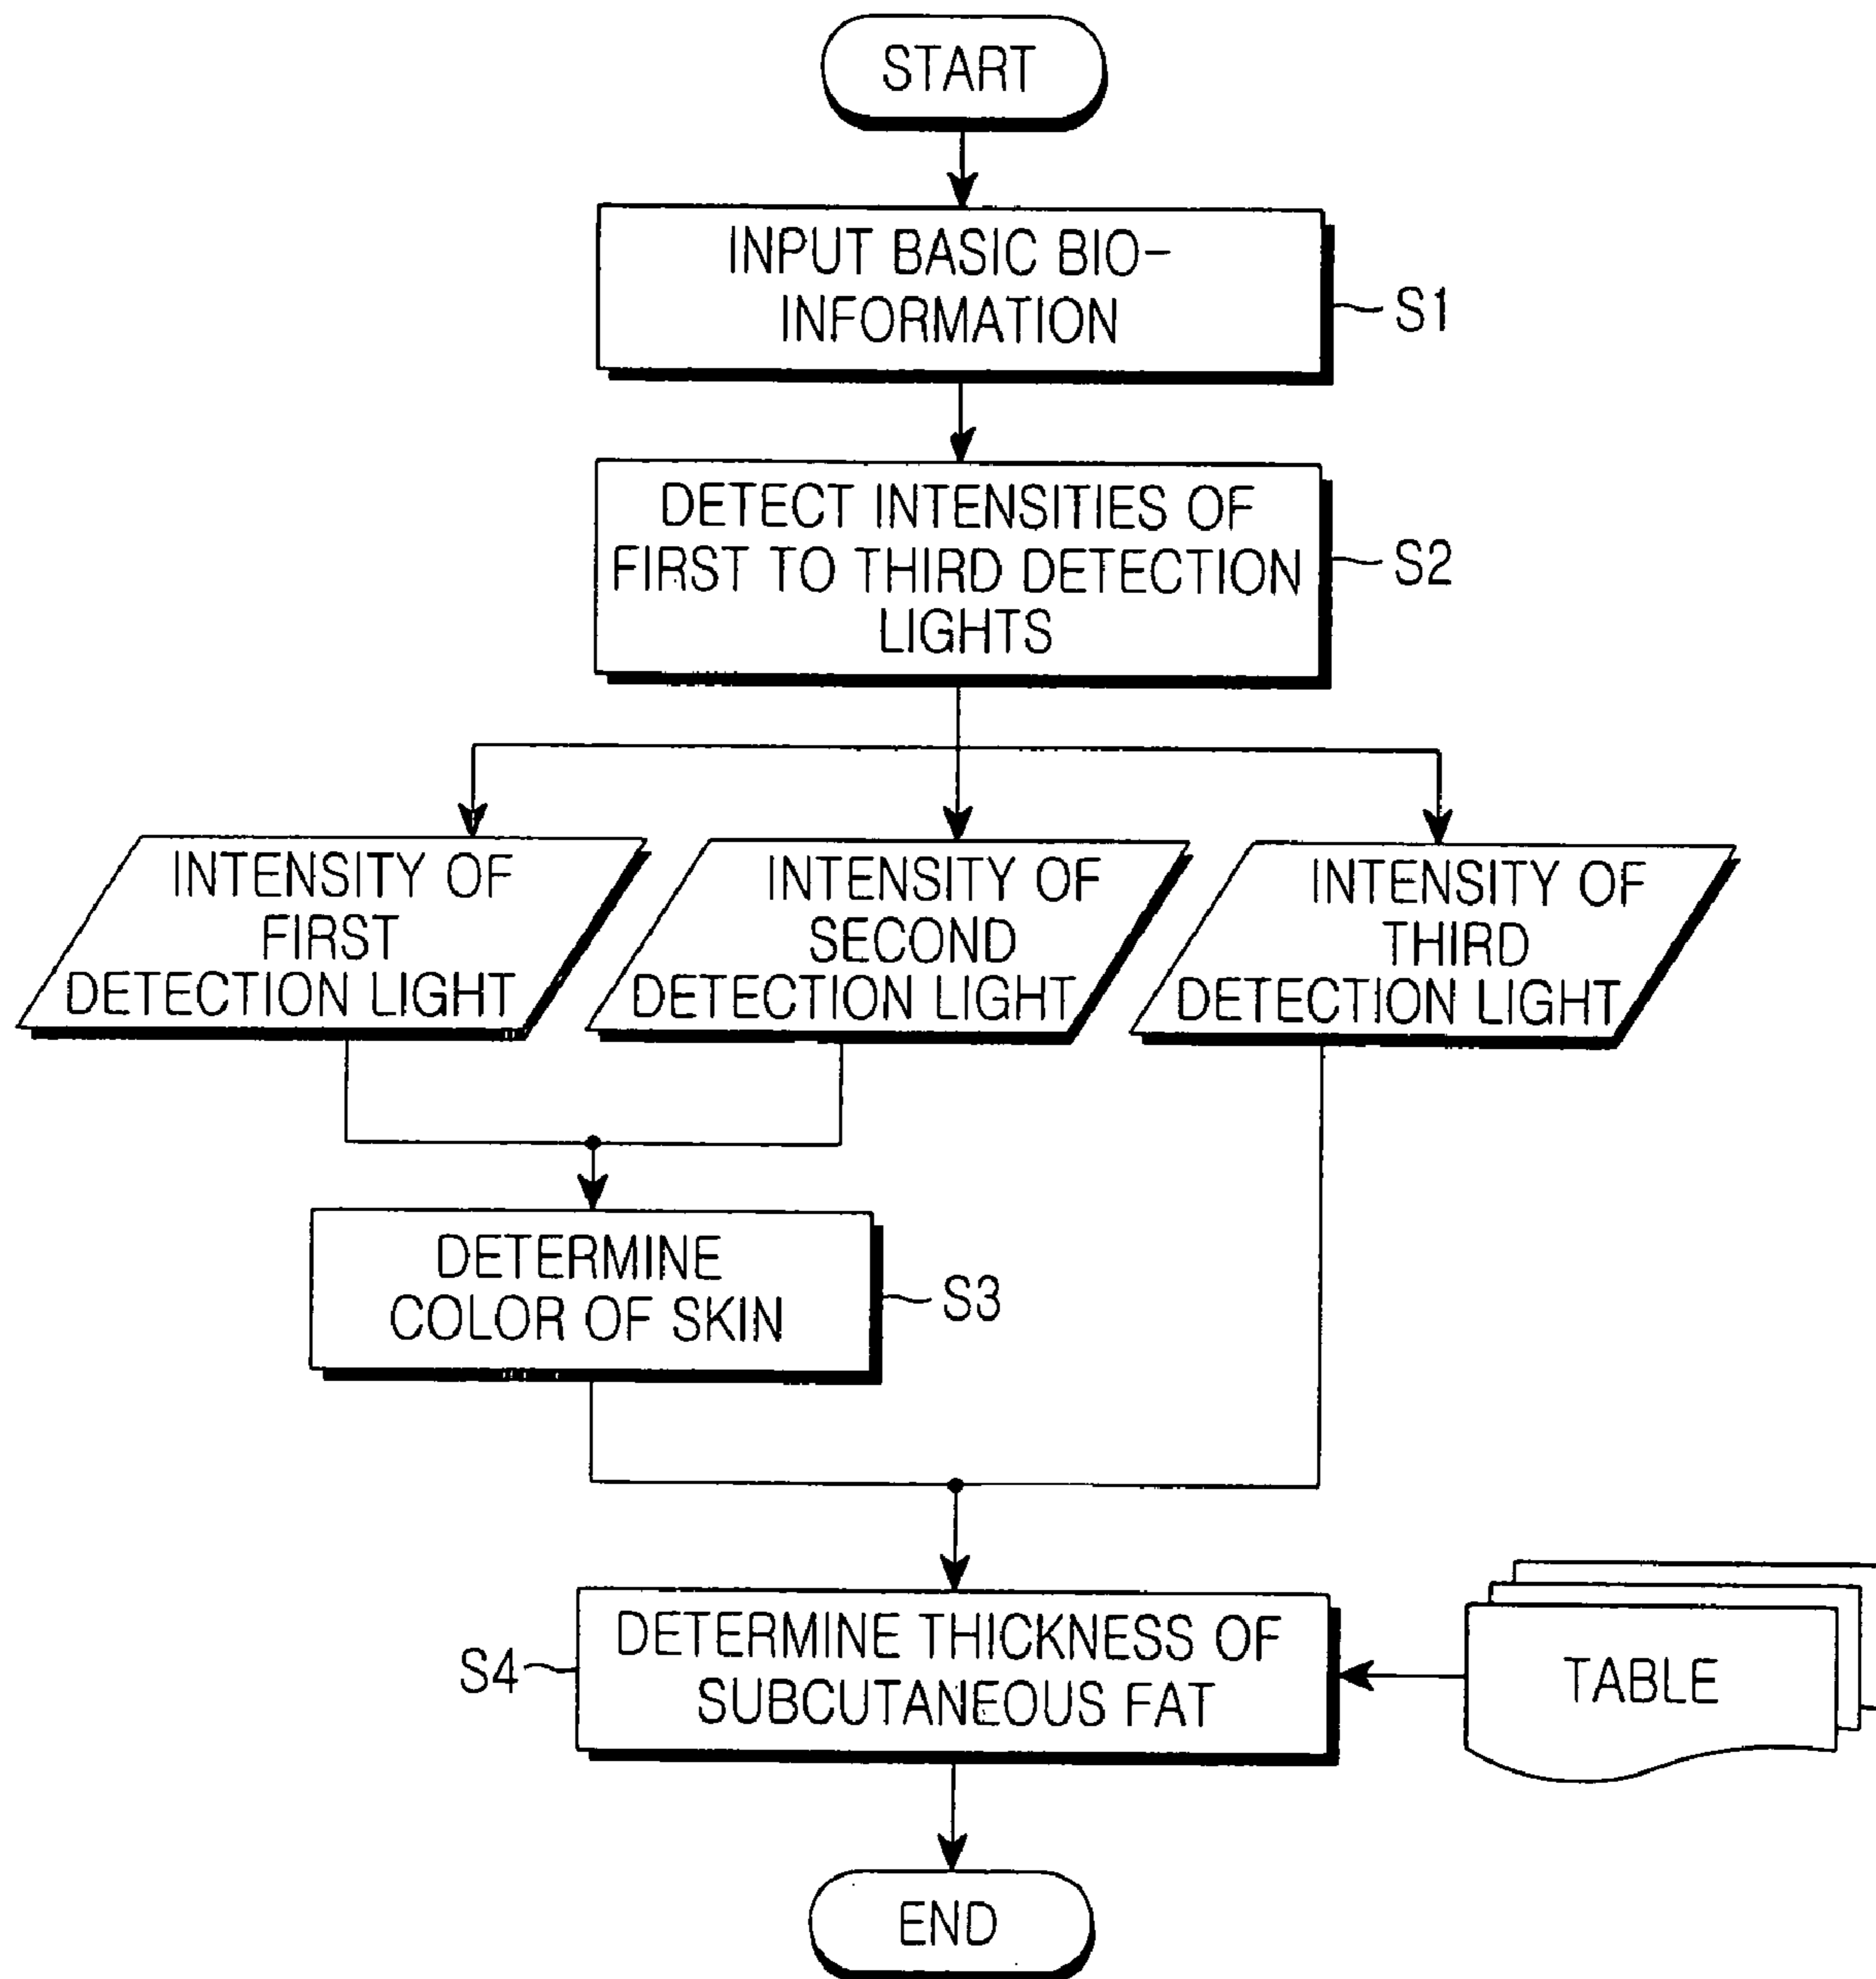 START
INPUT BASIC BIO-
INFORMATION
S1
DETECT INTENSITIES OF
FIRST TO THIRD DETECTION
LIGHTS
S2
INTENSITY OF
FIRST
DETECTION LIGHT
INTENSITY OF
SECOND
DETECTION LIGHT
INTENSITY OF
THIRD
DETECTION LIGHT
DETERMINE
COLOR OF SKIN
S3
S4
DETERMINE THICKNESS OF
SUBCUTANEOUS FAT
TABLE
END